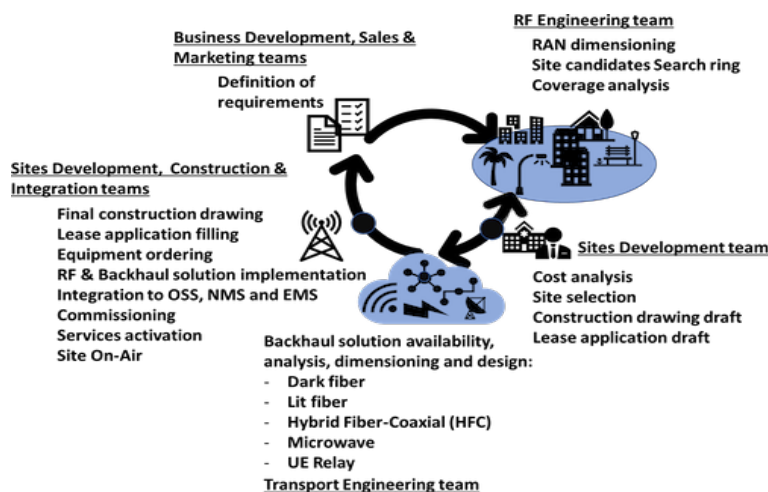 Business Development, Sales &
Marketing teams
Definition of
requirements
RF Engineering team
RAN dimensioning
Site candidates Search ring
Coverage analysis
Sites Development, Construction &
Integration teams
Final construction drawing
Lease application filling
Equipment ordering
RF & Backhaul solution implementation
Integration to OSS, NMS and EMS
Commissioning
Services activation
Site On-Air
Sites Development team
Cost analysis
Site selection
Construction drawing draft
Lease application draft
Backhaul solution availability,
analysis, dimensioning and design:
- Dark fiber
- Lit fiber
- Hybrid Fiber-Coaxial (HFC)
- Microwave
- UE Relay
Transport Engineering team